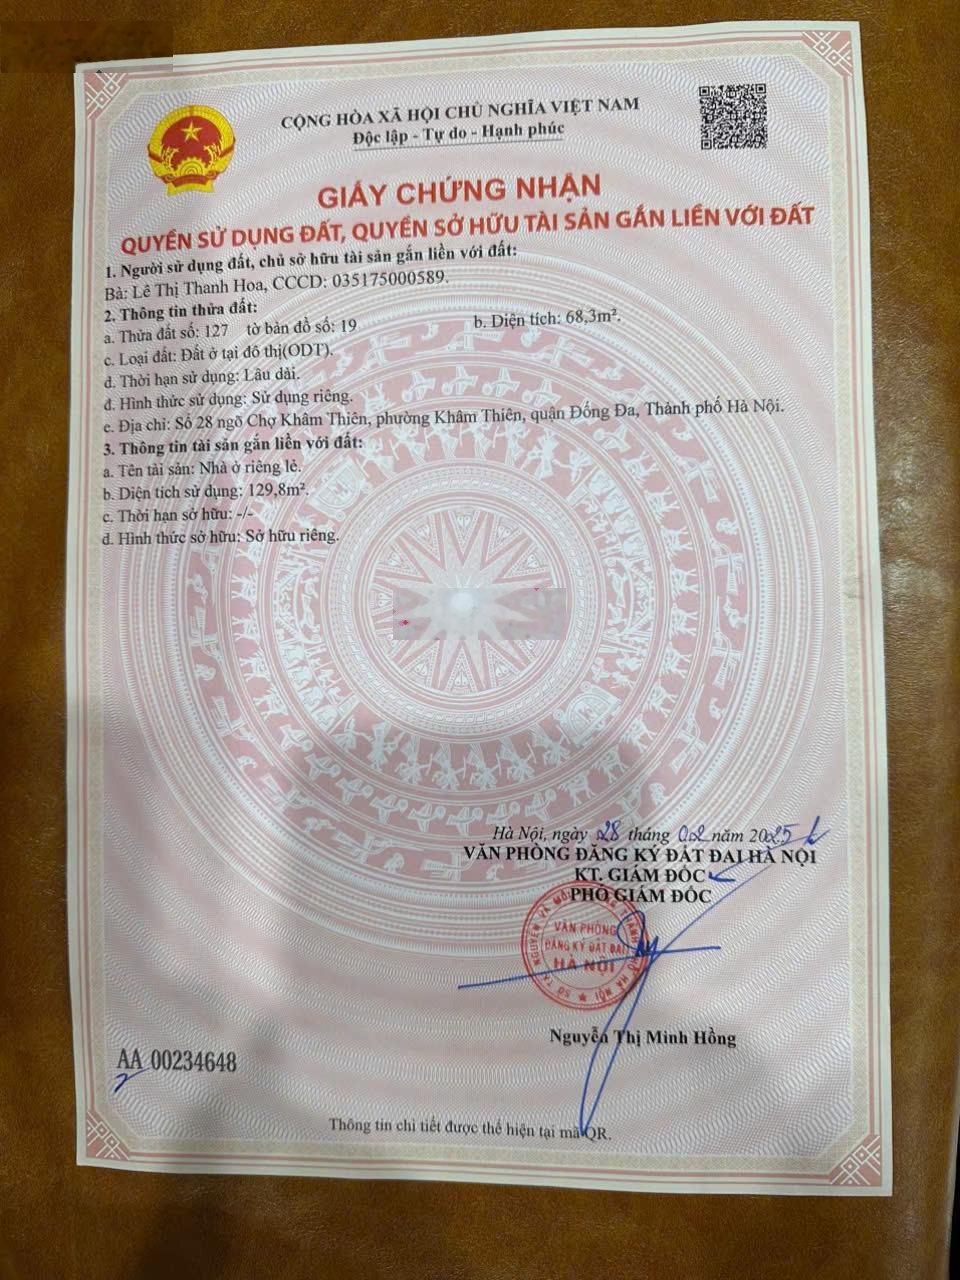 CỘNG HÒA XÃ HỘI CHỦ NGHĨA VIỆT NAM
Độc lập - Tự do - Hạnh phúc
GIẤY CHỨNG NHẬN
QUYỀN SỬ DỤNG ĐẤT, QUYỀN SỞ HỮU TÀI SẢN GẮN LIỀN VỚI ĐẤT
1. Người sử dụng đất, chủ sở hữu tài sản gắn liền với đất:
Bà: Lê Thị Thanh Hoa, CCCD: 035175000589.
2. Thông tin thửa đất:
a. Thửa đất số: 127 tờ bản đồ số: 19 b. Diện tích: 68,3m².
c. Loại đất: Đất ở tại đô thị(ODT).
d. Thời hạn sử dụng: Lâu dài.
đ. Hình thức sử dụng: Sử dụng riêng.
e. Địa chỉ: Số 28 ngõ Chợ Khâm Thiên, phường Khâm Thiên, quận Đống Đa, Thành phố Hà Nội.
3. Thông tin tài sản gắn liền với đất:
a. Tên tài sản: Nhà ở riêng lẻ.
b. Diện tích sử dụng: 129,8m².
c. Thời hạn sở hữu: -/-
d. Hình thức sở hữu: Sở hữu riêng.
Hà Nội, ngày 28 tháng 02 năm 2025
VĂN PHÒNG ĐĂNG KÝ ĐẤT ĐAI HÀ NỘI
KT. GIÁM ĐỐC
PHÓ GIÁM ĐỐC
VĂN PHÒNG
ĐĂNG KÝ ĐẤT ĐAI
HÀ NỘI
Nguyễn Thị Minh Hồng
AA 00234648
Thông tin chi tiết được thể hiện tại mã QR.